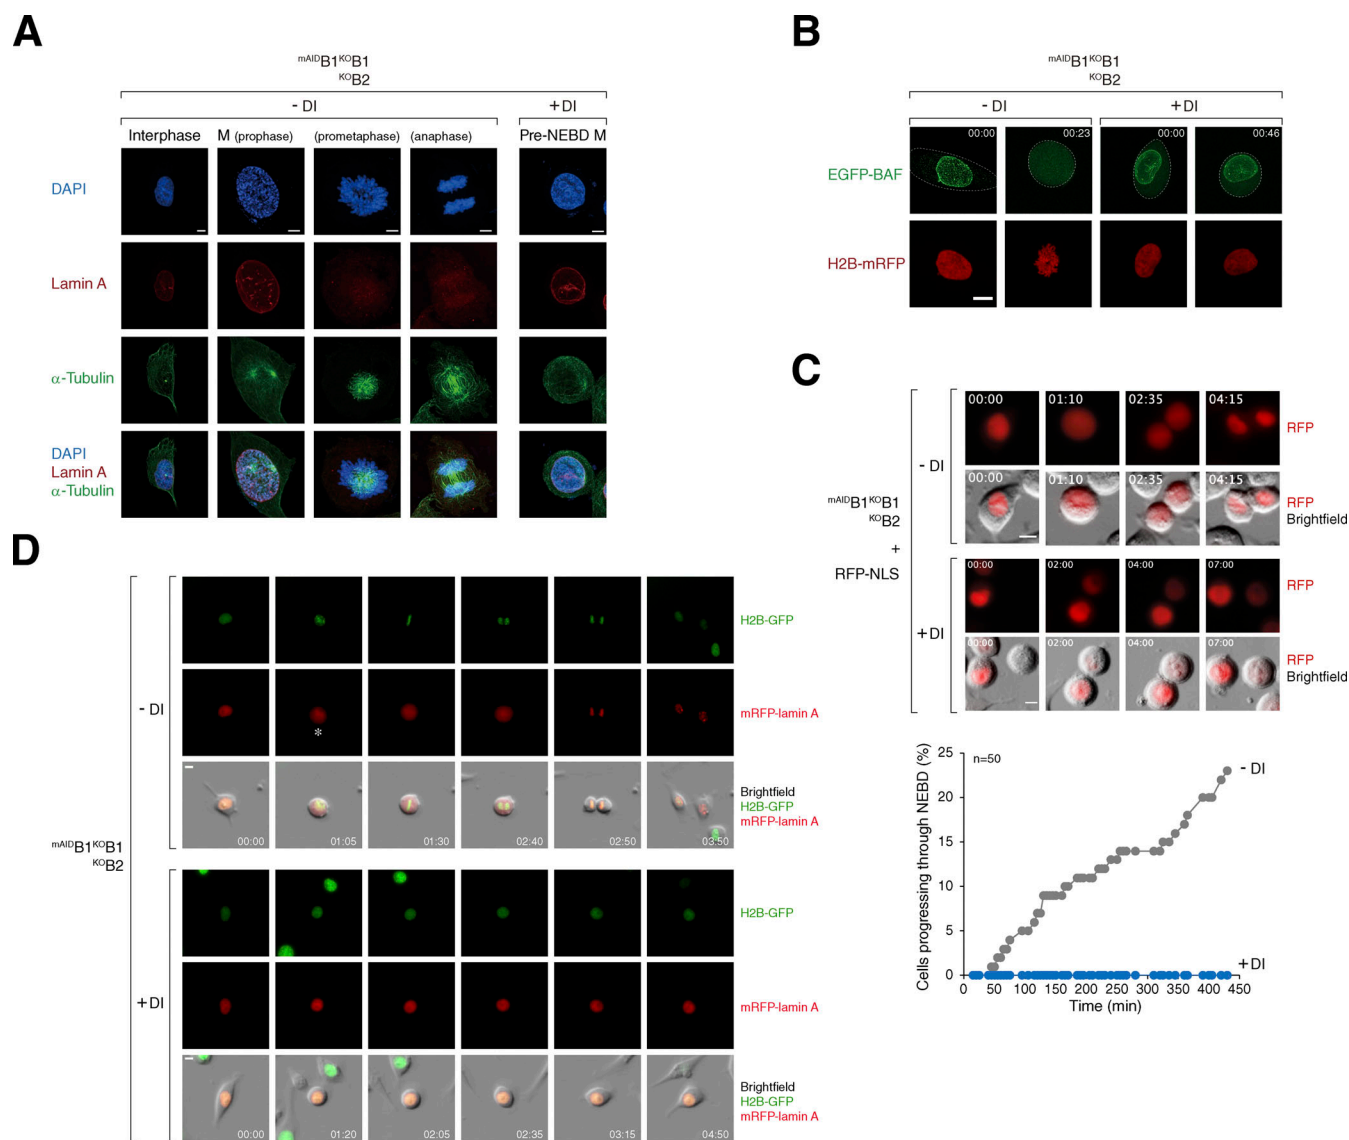 A
mAIDB1KOB1
KOB2
- DI
+ DI
Interphase
M (prophase)
(prometaphase)
(anaphase)
Pre-NEBD M
DAPI
Lamin A
α-Tubulin
DAPI
Lamin A
α-Tubulin
B
mAIDB1KOB1
KOB2
- DI
+ DI
00:00
00:23
00:00
00:46
EGFP-BAF
H2B-mRFP
C
mAIDB1KOB1
KOB2
+
RFP-NLS
- DI
00:00
01:10
02:35
04:15
RFP
00:00
01:10
02:35
04:15
RFP
Brightfield
+ DI
00:00
02:00
04:00
07:00
RFP
00:00
02:00
04:00
07:00
RFP
Brightfield
Cells progressing through NEBD (%)
25
20
15
10
5
0
n=50
- DI
+ DI
0 50 100 150 200 250 300 350 400 450
Time (min)
D
mAIDB1KOB1
KOB2
- DI
H2B-GFP
mRFP-lamin A
*
Brightfield
H2B-GFP
mRFP-lamin A
00:00
01:05
01:30
02:40
02:50
03:50
+ DI
H2B-GFP
mRFP-lamin A
Brightfield
H2B-GFP
mRFP-lamin A
00:00
01:20
02:05
02:35
03:15
04:50